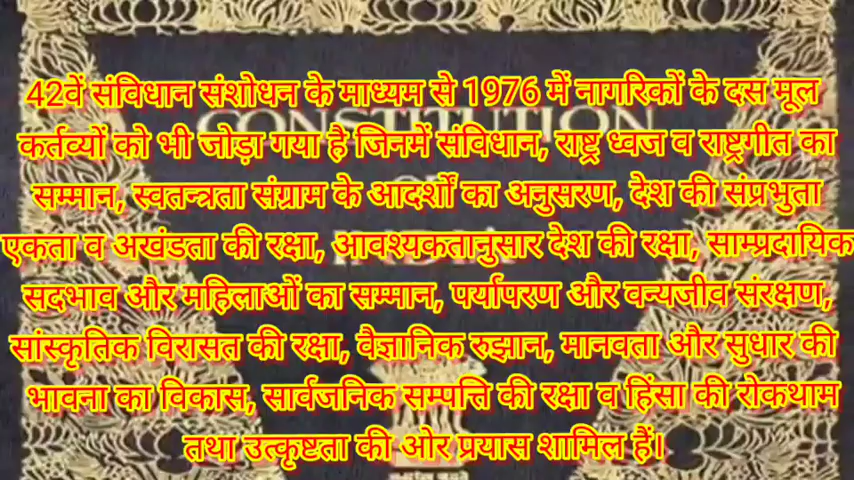 42वें संविधान संशोधन के माध्यम से 1976 में नागरिकों के दस मूल
कर्तव्यों को भी जोड़ा गया है जिनमें संविधान, राष्ट्र ध्वज व राष्ट्रगीत का
सम्मान, स्वतन्त्रता संग्राम के आदर्शों का अनुसरण, देश की संप्रभुता
एकता व अखंडता की रक्षा, आवश्यकतानुसार देश की रक्षा, साम्प्रदायिक
सदभाव और महिलाओं का सम्मान, पर्यापरण और वन्यजीव संरक्षण,
सांस्कृतिक विरासत की रक्षा, वैज्ञानिक रुझान, मानवता और सुधार की
भावना का विकास, सार्वजनिक सम्पत्ति की रक्षा व हिंसा की रोकथाम
तथा उत्कृष्टता की ओर प्रयास शामिल हैं।
CONSTITUTION
OF
INDIA